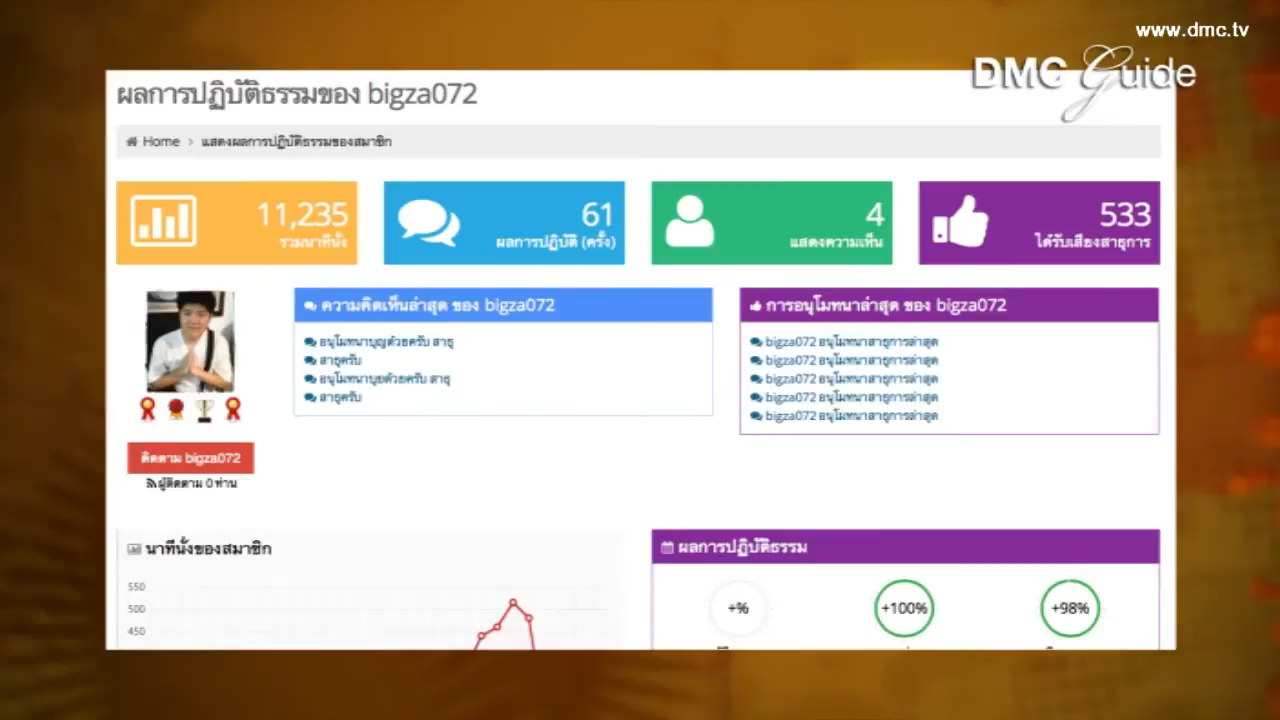 www.dmc.tv
DMC Guide
ผลการปฏิบัติธรรมของ bigza072
Home > แสดงผลการปฏิบัติธรรมของสมาชิก
11,235
รวมนาทีนั่ง
61
ผลการปฏิบัติ (ครั้ง)
4
แสดงความเห็น
533
ได้รับเสียงสาธุการ
ความคิดเห็นล่าสุด ของ bigza072
อนุโมทนาบุญด้วยครับ สาธุ
สาธุครับ
อนุโมทนาบุยด้วยครับ สาธุ
สาธุครับ
การอนุโมทนาล่าสุด ของ bigza072
bigza072 อนุโมทนาสาธุการล่าสุด
bigza072 อนุโมทนาสาธุการล่าสุด
bigza072 อนุโมทนาสาธุการล่าสุด
bigza072 อนุโมทนาสาธุการล่าสุด
bigza072 อนุโมทนาสาธุการล่าสุด
ติดตาม bigza072
ผู้ติดตาม 0 ท่าน
นาทีนั่งของสมาชิก
550
500
450
ผลการปฏิบัติธรรม
+%
+100%
+98%